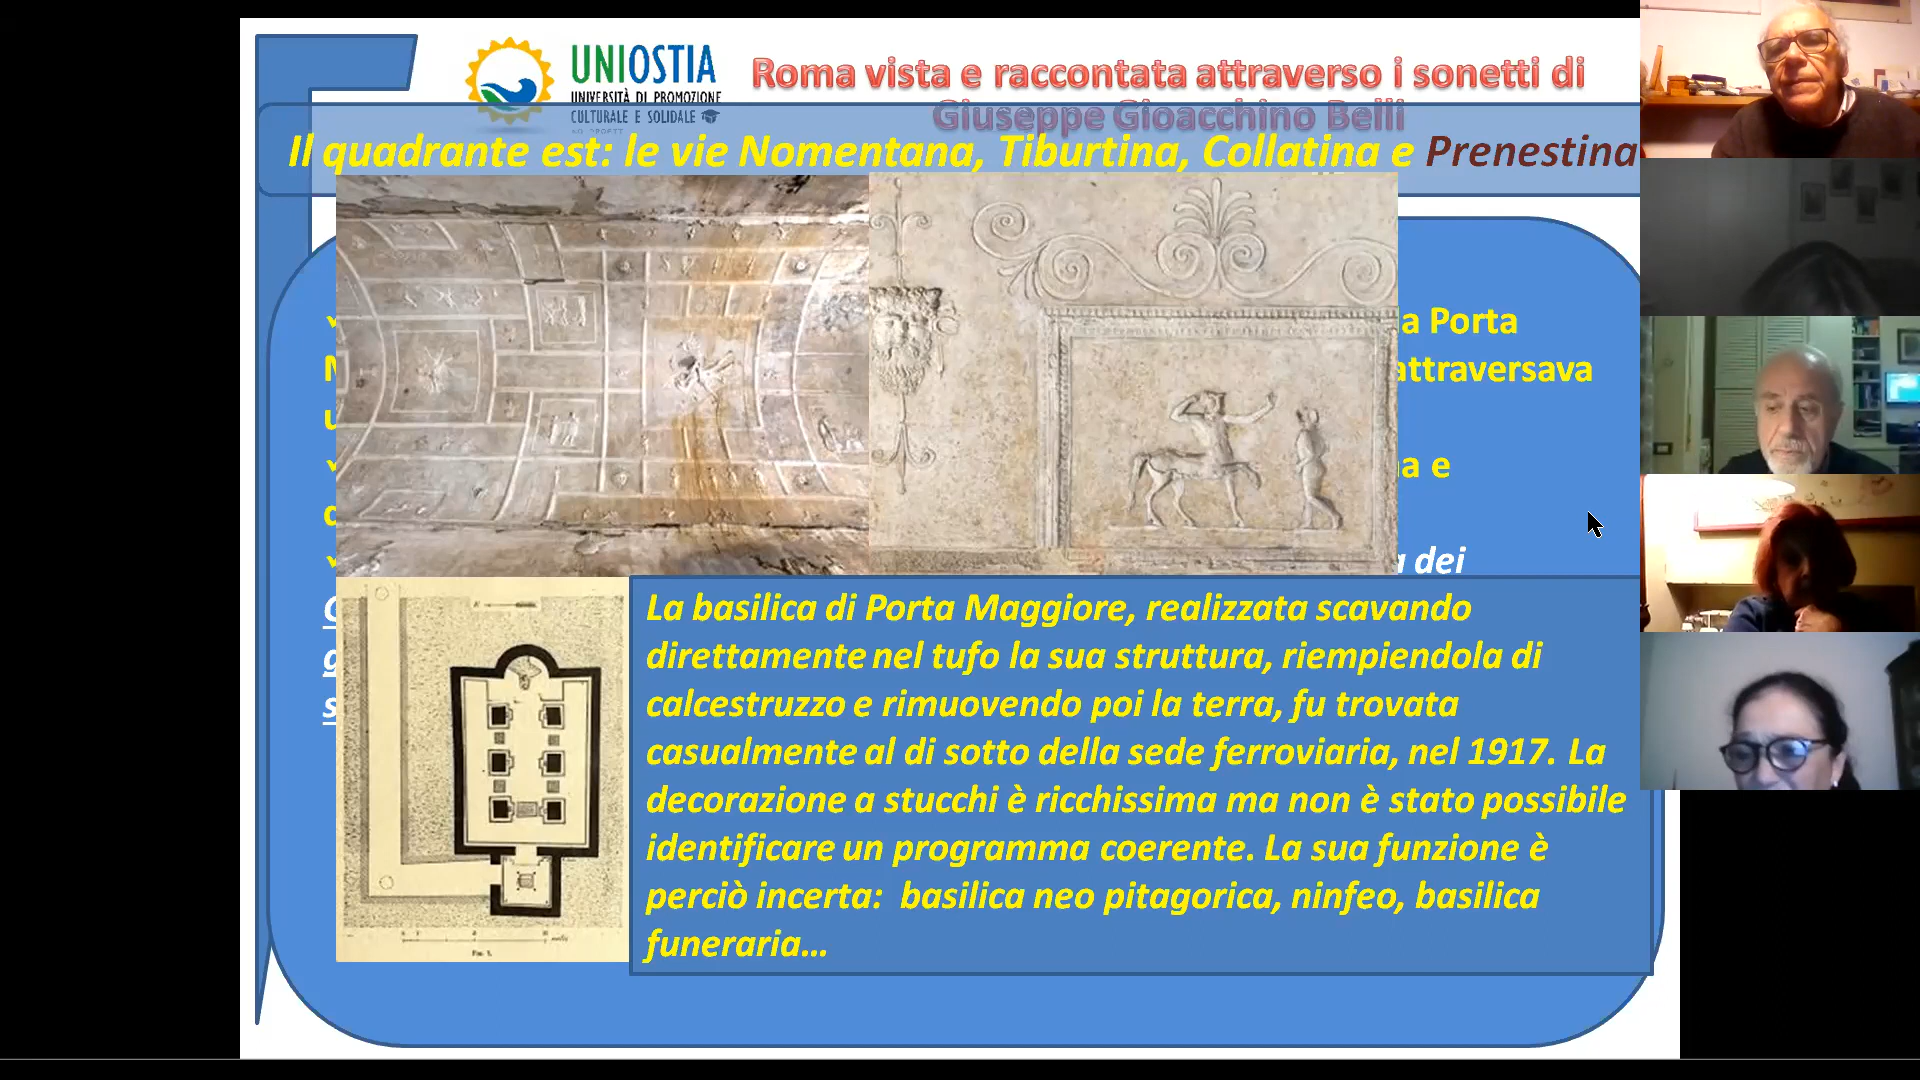 UNIOSTIA
UNIVERSITÀ DI PROMOZIONE
CULTURALE E SOLIDALE
Roma vista e raccontata attraverso i sonetti di
Giuseppe Gioacchino Belli
Il quadrante est: le vie Nomentana, Tiburtina, Collatina e Prenestina
a Porta
attraversava
e
dei
La basilica di Porta Maggiore, realizzata scavando
direttamente nel tufo la sua struttura, riempiendola di
calcestruzzo e rimuovendo poi la terra, fu trovata
casualmente al di sotto della sede ferroviaria, nel 1917. La
decorazione a stucchi è ricchissima ma non è stato possibile
identificare un programma coerente. La sua funzione è
perciò incerta: basilica neo pitagorica, ninfeo, basilica
funeraria...